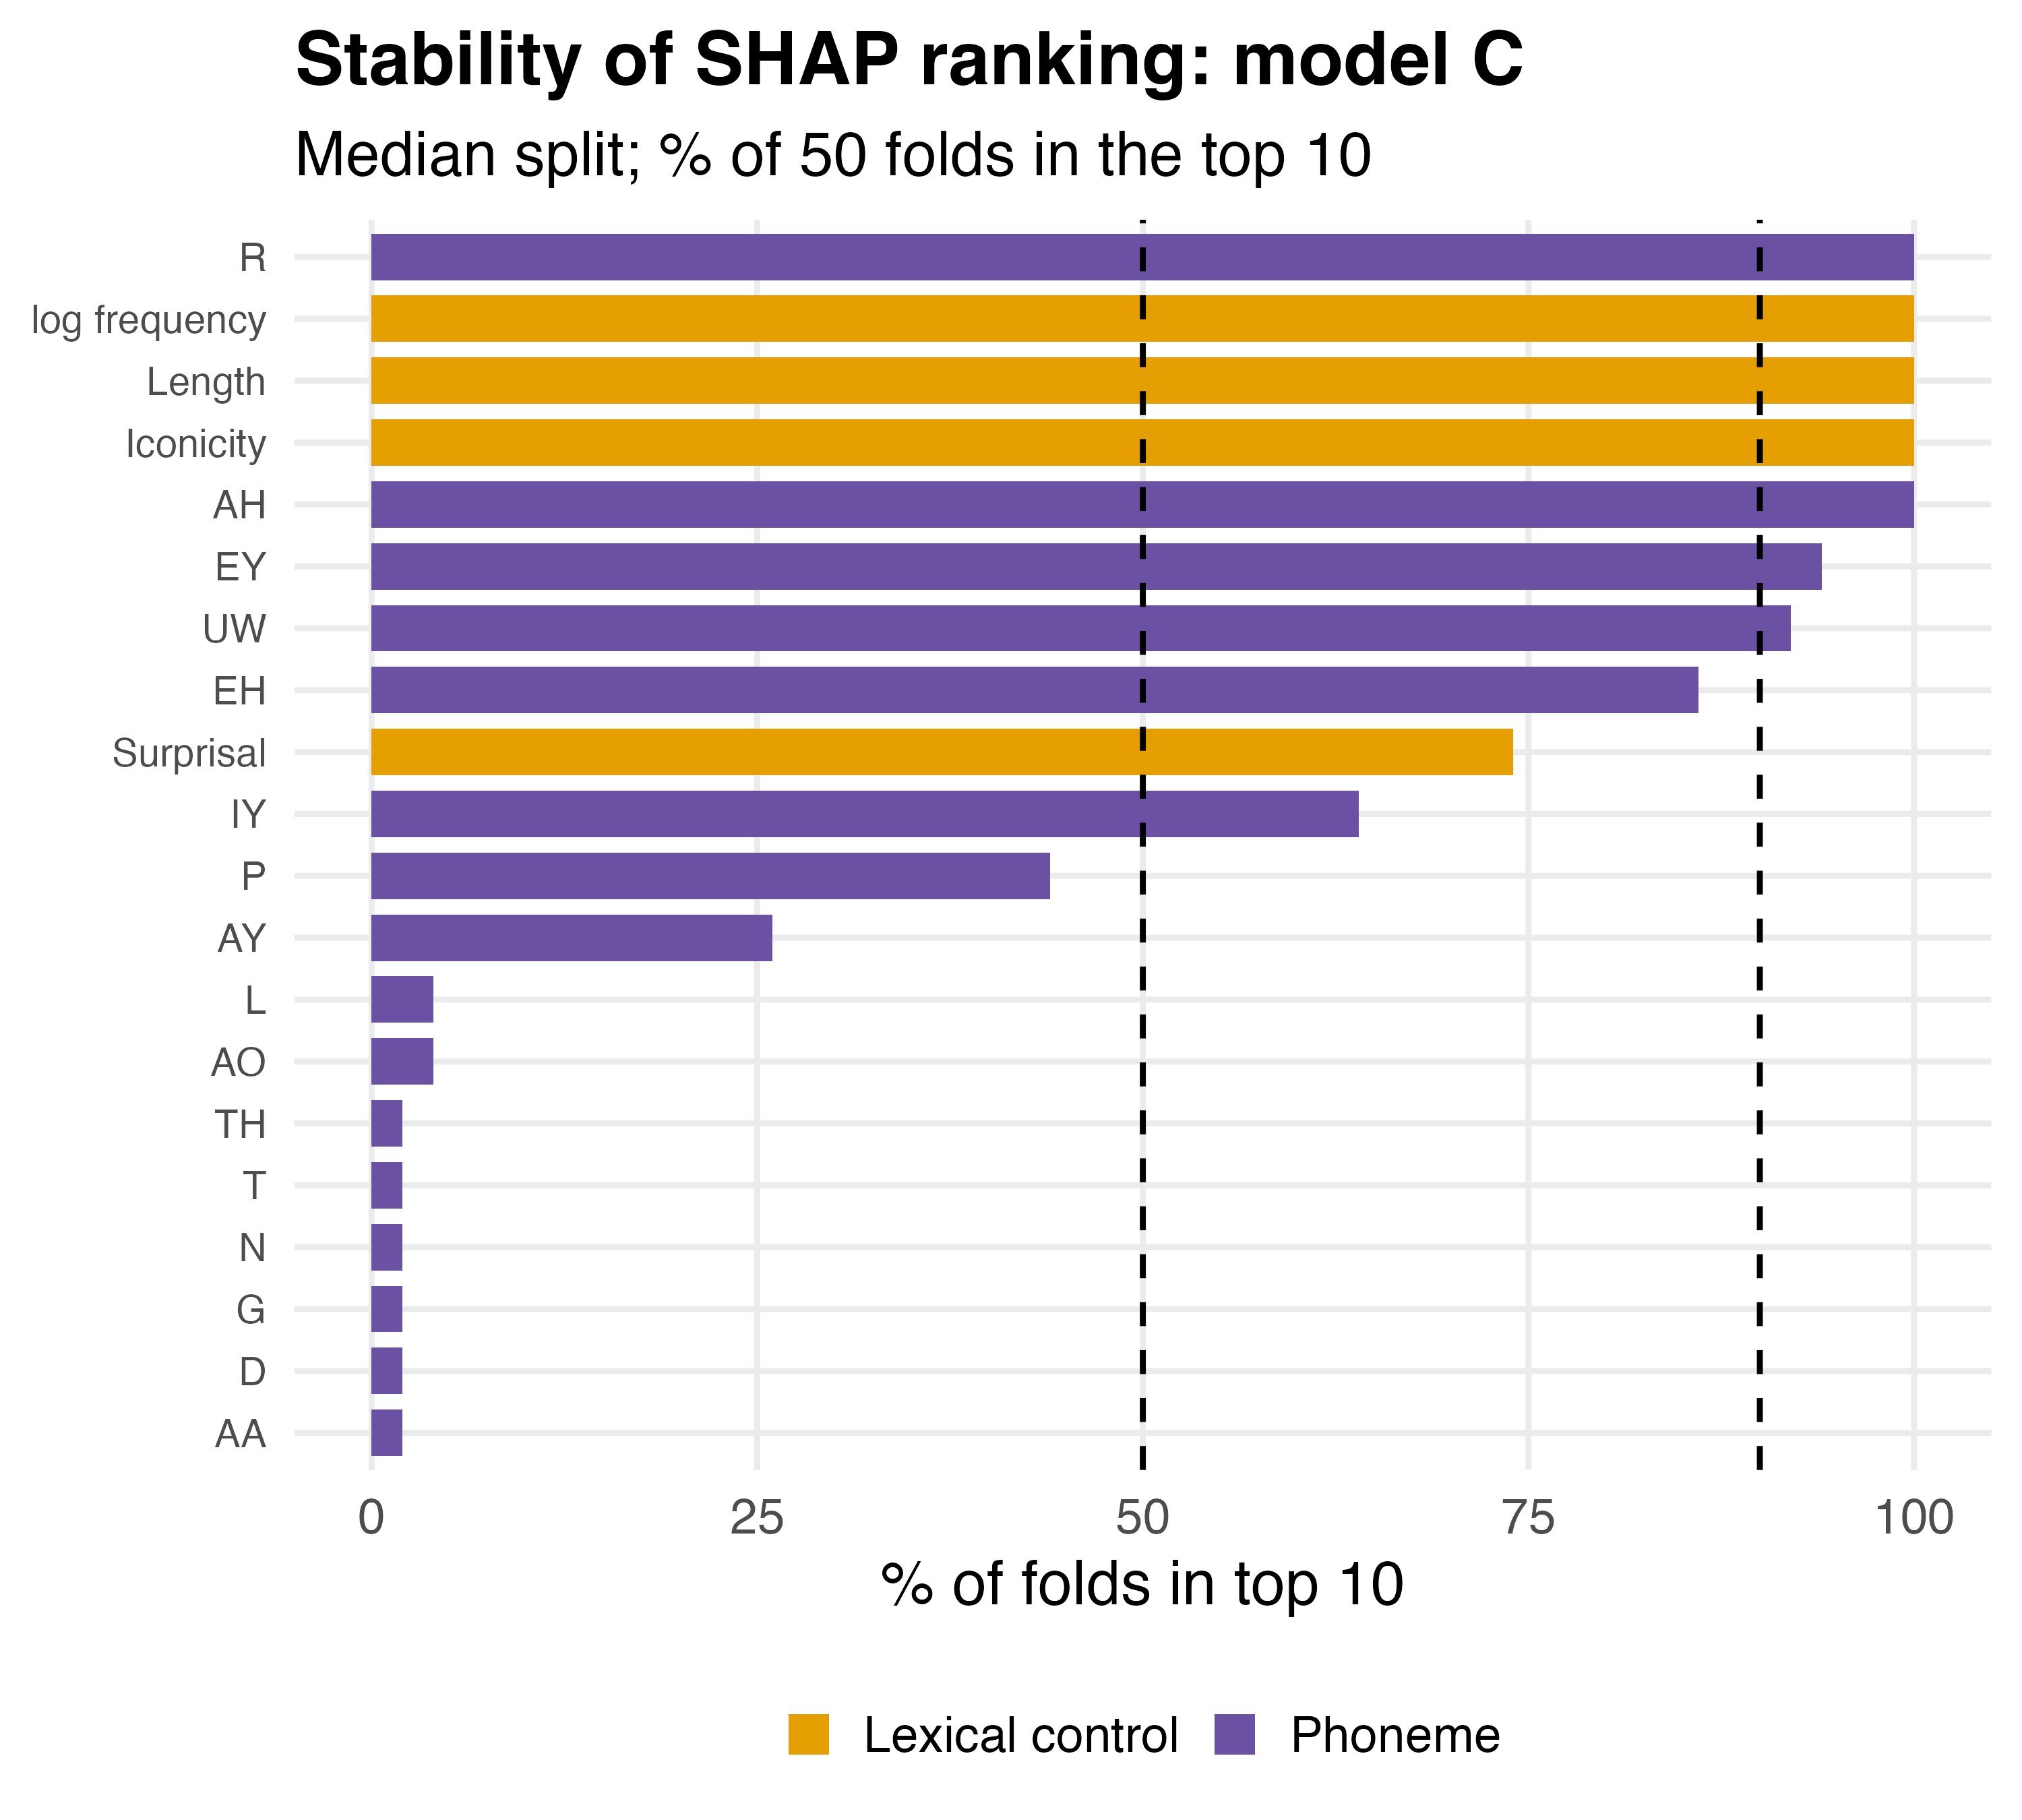 Stability of SHAP ranking: model C
Median split; % of 50 folds in the top 10
R
log frequency
Length
Iconicity
AH
EY
UW
EH
Surprisal
IY
P
AY
L
AO
TH
T
N
G
D
AA
0 25 50 75 100
% of folds in top 10
Lexical control Phoneme